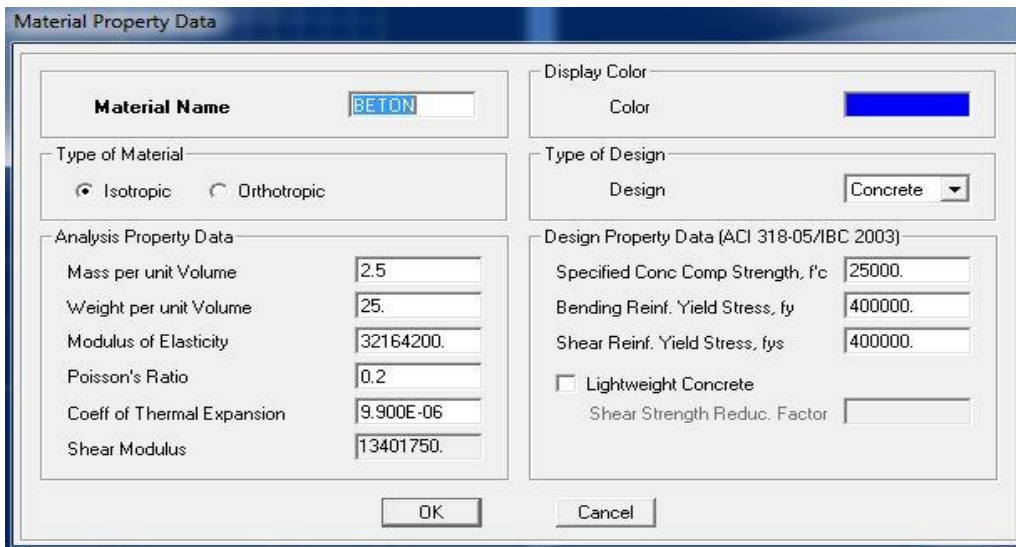 Material Property Data
Material Name BETON
Display Color
Color
Type of Material
Isotropic Orthotropic
Type of Design
Design Concrete
Analysis Property Data
Mass per unit Volume 2.5
Weight per unit Volume 25.
Modulus of Elasticity 32164200.
Poisson's Ratio 0.2
Coeff of Thermal Expansion 9.900E-06
Shear Modulus 13401750.
Design Property Data (ACI 318-05/IBC 2003)
Specified Conc Comp Strength, f'c 25000.
Bending Reinf. Yield Stress, fy 400000.
Shear Reinf. Yield Stress, fys 400000.
Lightweight Concrete
Shear Strength Reduc. Factor
OK Cancel